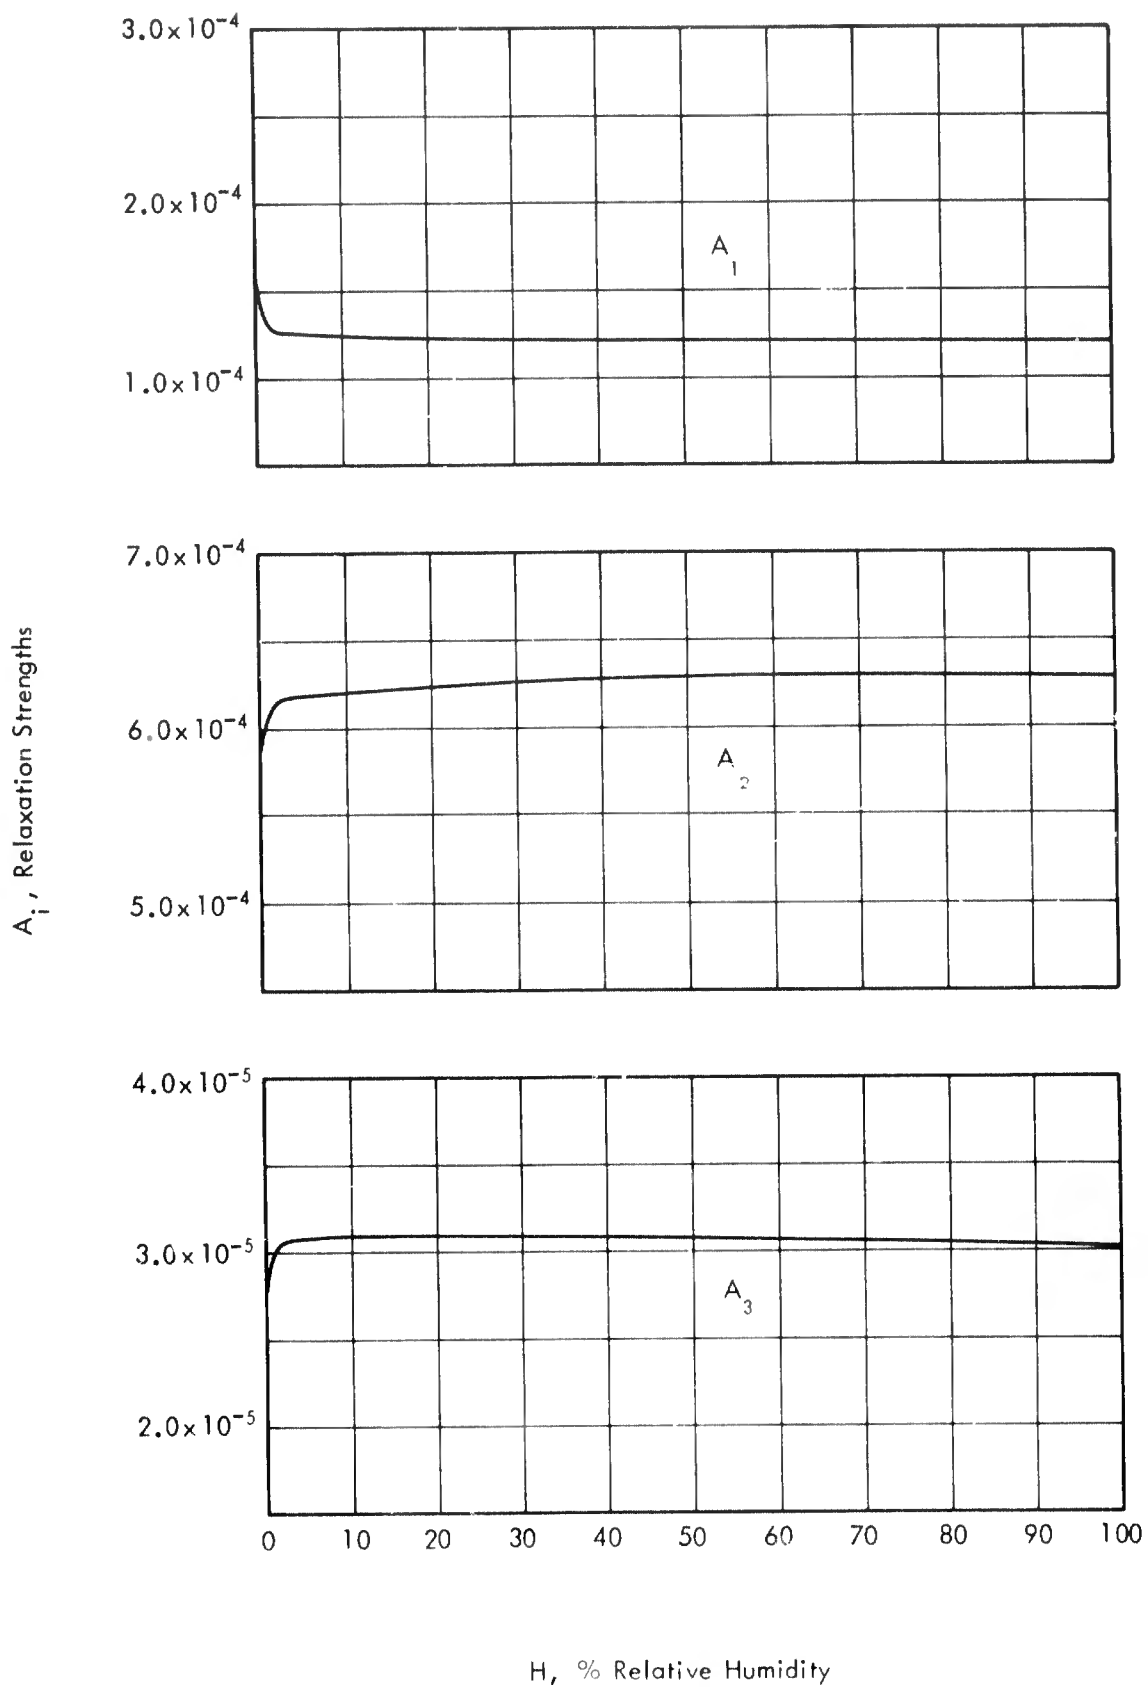 3.0×10⁻⁴
2.0×10⁻⁴
A₁
1.0×10⁻⁴
7.0×10⁻⁴
6.0×10⁻⁴
A₂
5.0×10⁻⁴
Aᵢ, Relaxation Strengths
4.0×10⁻⁵
3.0×10⁻⁵
A₃
2.0×10⁻⁵
0 10 20 30 40 50 60 70 80 90 100
H, % Relative Humidity